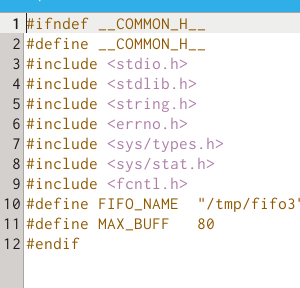 1 #ifndef __COMMON_H__
2 #define __COMMON_H__
3 #include <stdio.h>
4 #include <stdlib.h>
5 #include <string.h>
6 #include <errno.h>
7 #include <sys/types.h>
8 #include <sys/stat.h>
9 #include <fcntl.h>
10 #define FIFO_NAME  "/tmp/fifo3"
11 #define MAX_BUFF   80
12 #endif